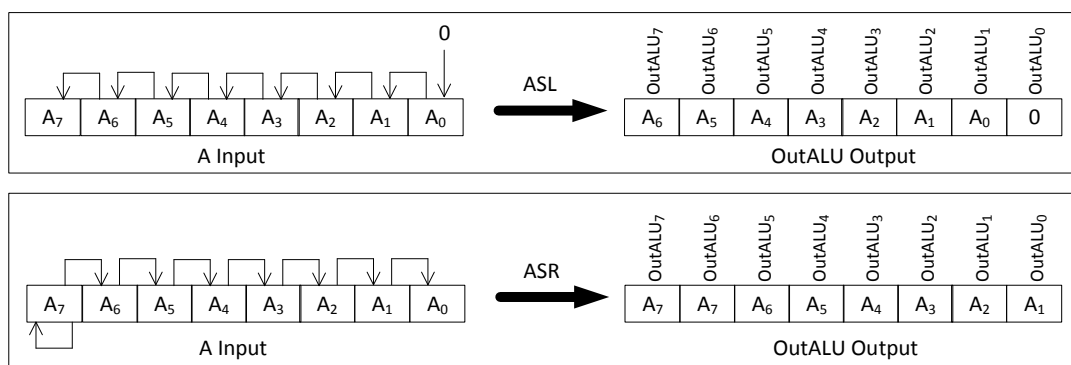 0
ASL
OutALU7 OutALU6 OutALU5 OutALU4 OutALU3 OutALU2 OutALU1 OutALU0
A7 A6 A5 A4 A3 A2 A1 A0
A6 A5 A4 A3 A2 A1 A0 0
A Input
OutALU Output
ASR
OutALU7 OutALU6 OutALU5 OutALU4 OutALU3 OutALU2 OutALU1 OutALU0
A7 A6 A5 A4 A3 A2 A1 A0
A7 A7 A6 A5 A4 A3 A2 A1
A Input
OutALU Output